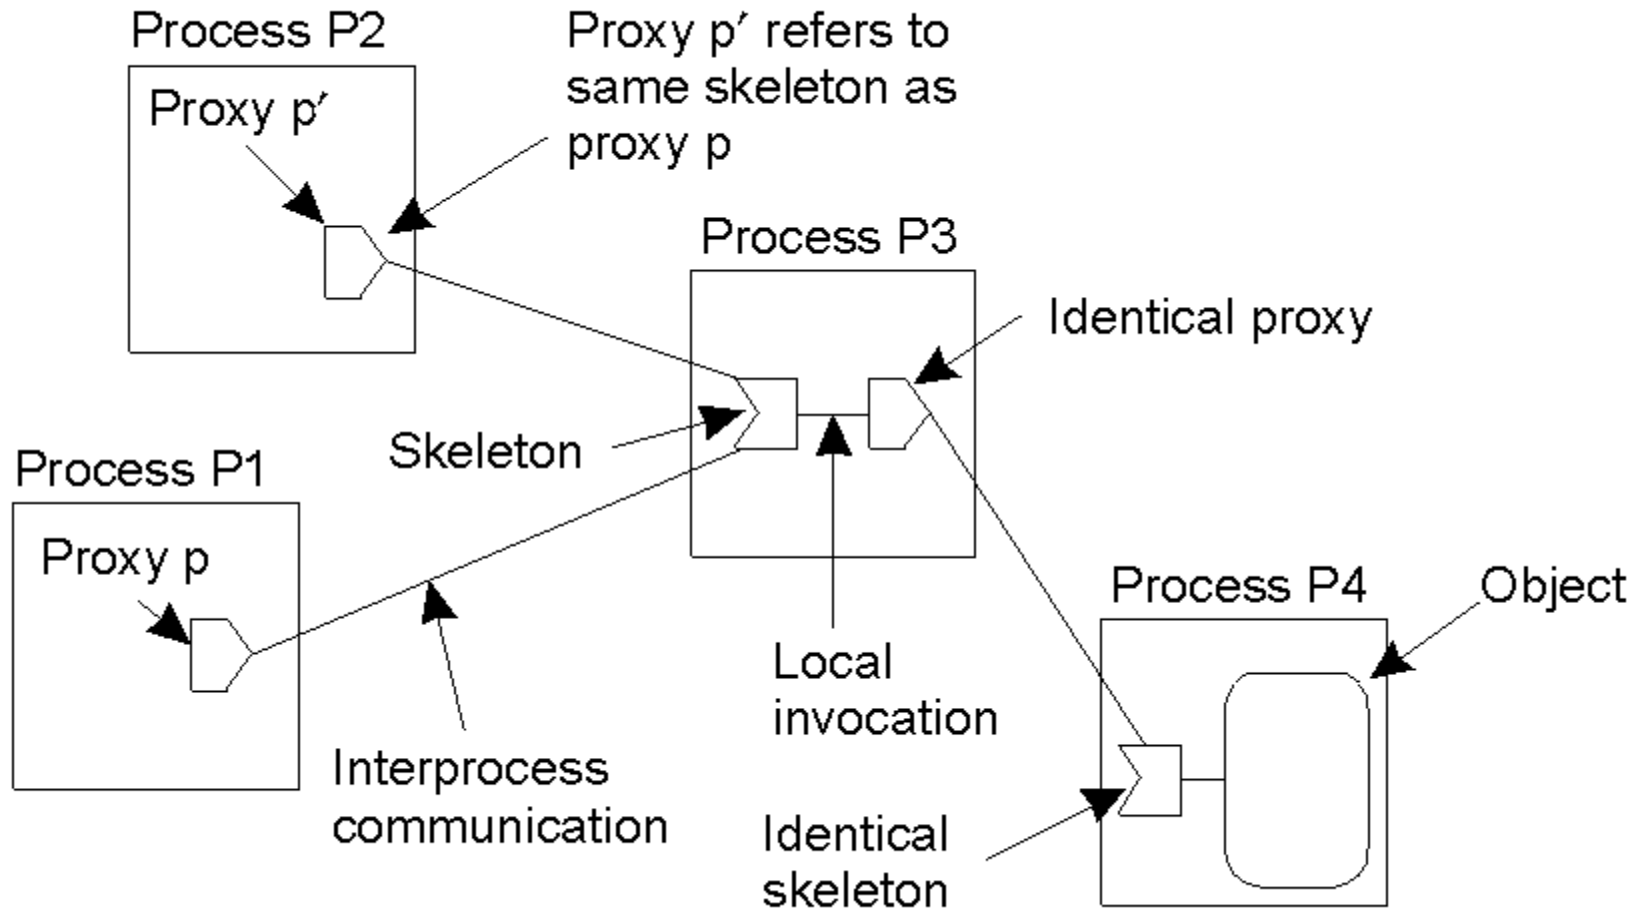 Process P2
Proxy p′
Proxy p′ refers to
same skeleton as
proxy p
Process P3
Identical proxy
Skeleton
Process P1
Proxy p
Interprocess
communication
Local
invocation
Process P4
Object
Identical
skeleton